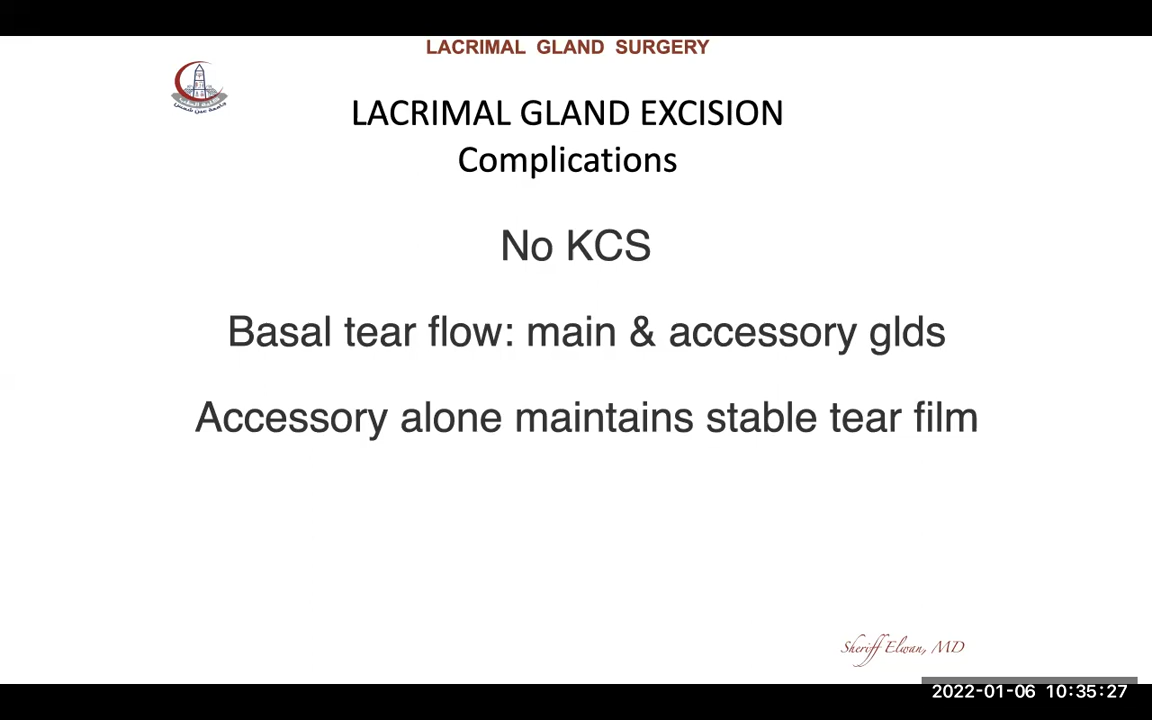 LACRIMAL GLAND SURGERY
LACRIMAL GLAND EXCISION
Complications
No KCS
Basal tear flow: main & accessory glds
Accessory alone maintains stable tear film
Sheriff Elwan, MD
2022-01-06 10:35:27